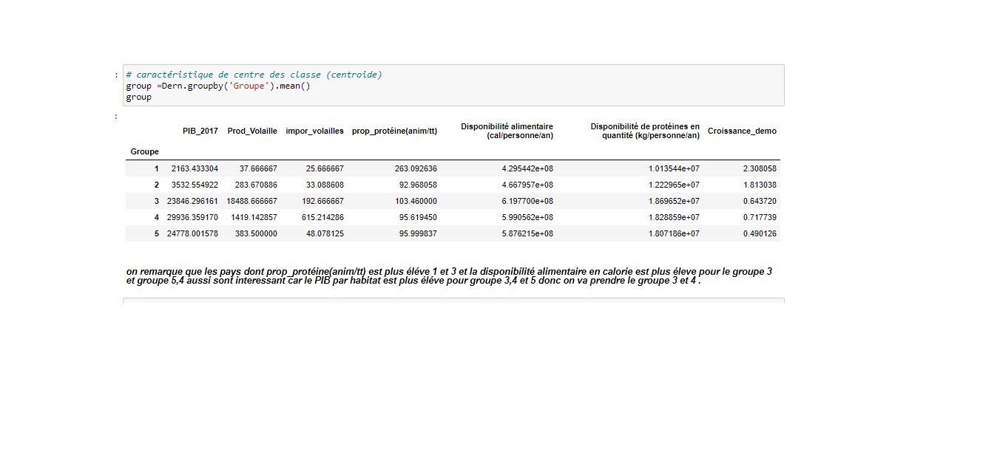 : # caractéristique de centre des classe (centroide)
group =Dern.groupby('Groupe').mean()
group
:
Disponibilité alimentaire Disponibilité de protéines en
PIB_2017 Prod_Volaille impor_volailles prop_protéine(anim/tt) (cal/personne/an) quantité (kg/personne/an) Croissance_demo
Groupe
1 2163.433304 37.666667 25.666667 263.092636 4.295442e+08 1.013544e+07 2.308058
2 3532.554922 283.670886 33.088608 92.968058 4.667957e+08 1.222965e+07 1.813038
3 23846.296161 18488.666667 192.666667 103.460000 6.197700e+08 1.869652e+07 0.643720
4 29936.359170 1419.142857 615.214286 95.619450 5.990562e+08 1.828859e+07 0.717739
5 24778.001578 383.500000 48.078125 95.999837 5.876215e+08 1.807186e+07 0.490126
on remarque que les pays dont prop_protéine(anim/tt) est plus éléve 1 et 3 et la disponibilité alimentaire en calorie est plus éleve pour le groupe 3
et groupe 5,4 aussi sont interessant car le PIB par habitat est plus éléve pour groupe 3,4 et 5 donc on va prendre le groupe 3 et 4 .